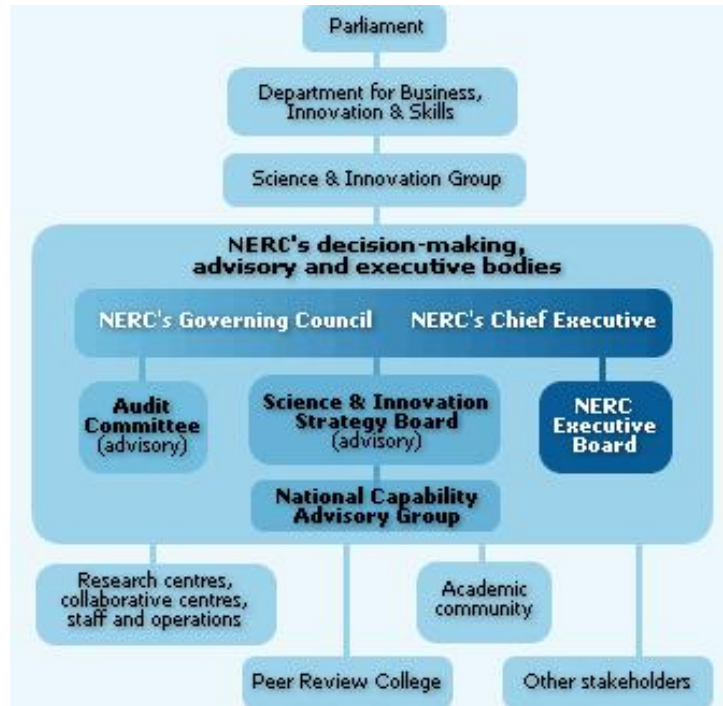 Parliament
Department for Business,
Innovation & Skills
Science & Innovation Group
NERC's decision-making,
advisory and executive bodies
NERC's Governing Council
NERC's Chief Executive
Audit
Committee
(advisory)
Science & Innovation
Strategy Board
(advisory)
NERC
Executive
Board
National Capability
Advisory Group
Research centres,
collaborative centres,
staff and operations
Academic
community
Peer Review College
Other stakeholders